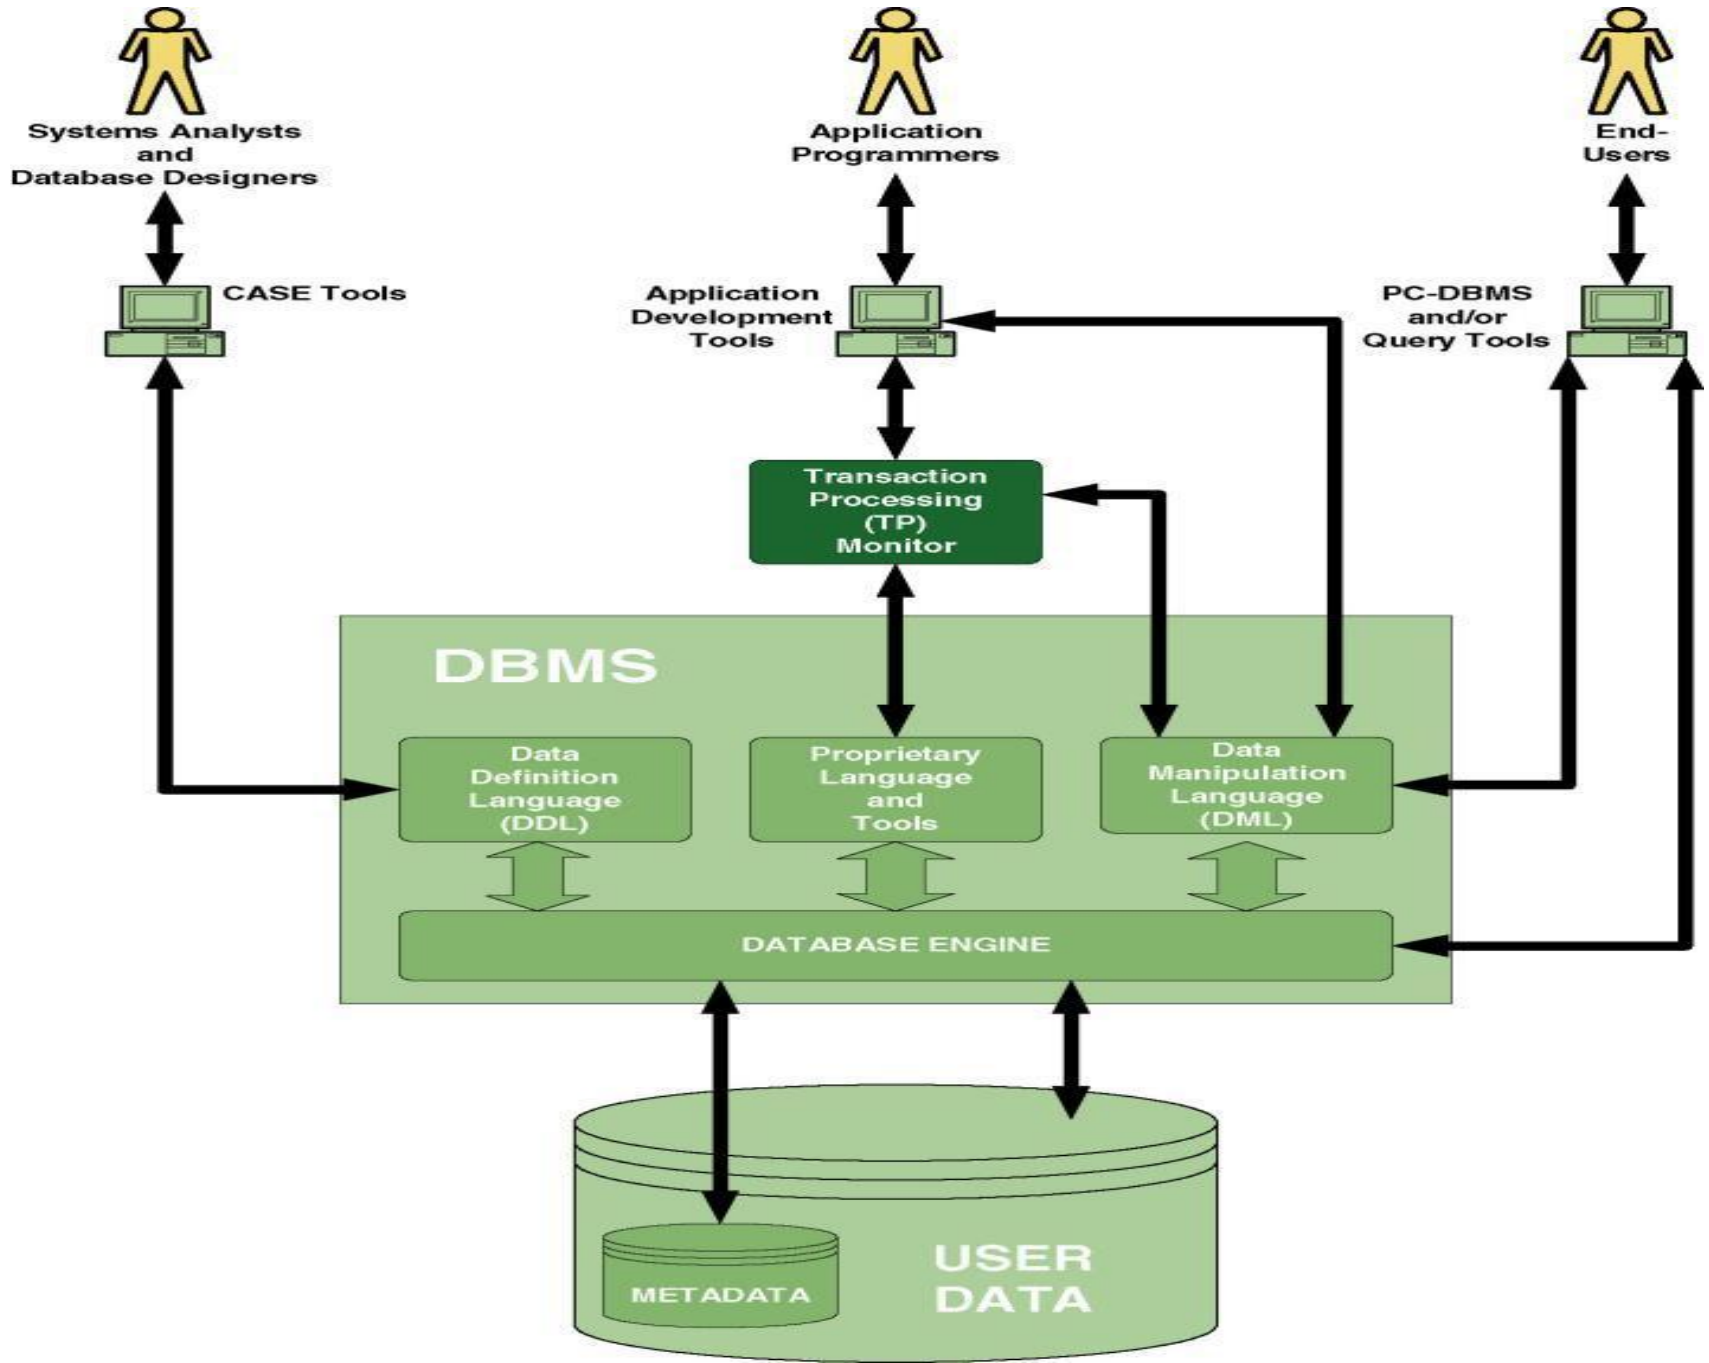 Systems Analysts
and
Database Designers
Application
Programmers
End-
Users
CASE Tools
Application
Development
Tools
PC-DBMS
and/or
Query Tools
Transaction
Processing
(TP)
Monitor
DBMS
Data
Definition
Language
(DDL)
Proprietary
Language
and
Tools
Data
Manipulation
Language
(DML)
DATABASE ENGINE
METADATA
USER
DATA